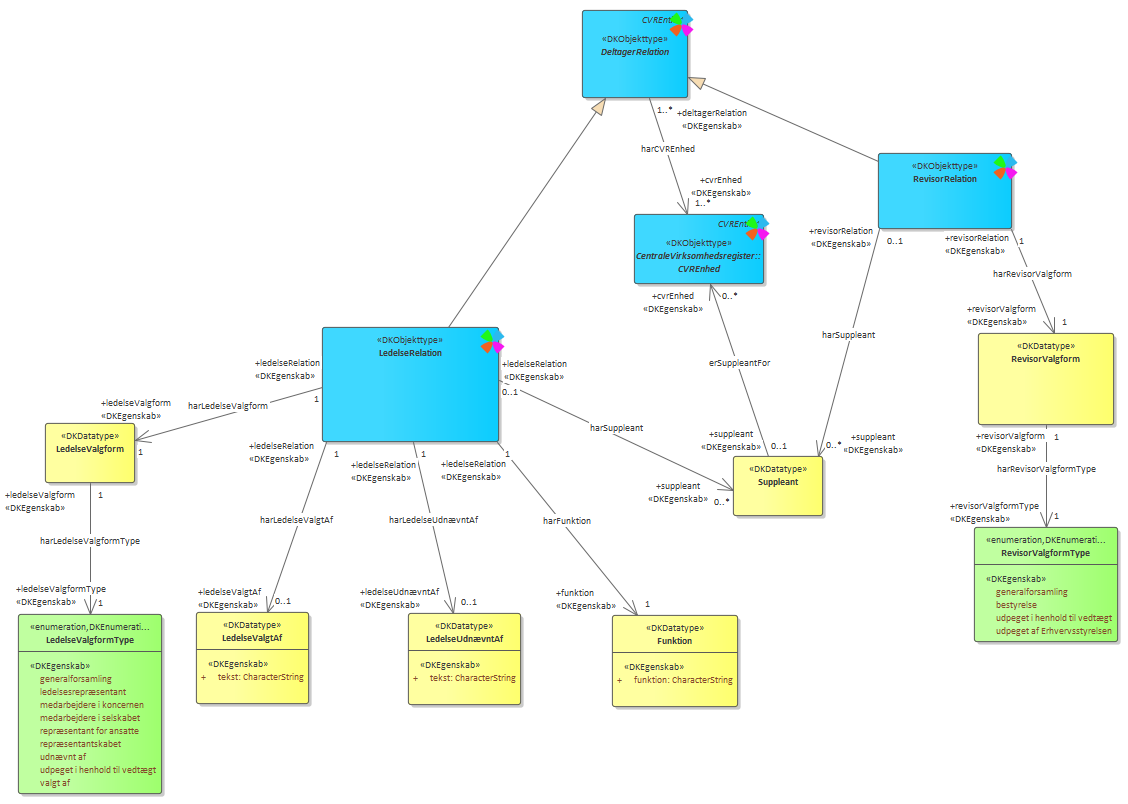 CVREnt
«DKObjekttype»
DeltagerRelation
1..*
+deltagerRelation
«DKEgenskab»
harCVREnhed
+cvrEnhed
«DKEgenskab»
1..*
«DKObjekttype»
RevisorRelation
CVREnt
«DKObjekttype»
CentraleVirksomhedsregister::
CVREnhed
+revisorRelation
«DKEgenskab»
0..1
+revisorRelation
«DKEgenskab»
1
harRevisorValgform
+cvrEnhed
«DKEgenskab»
0..*
+revisorValgform
«DKEgenskab»
1
harSuppleant
erSuppleantFor
«DKDatatype»
RevisorValgform
«DKObjekttype»
LedelseRelation
+ledelseRelation
«DKEgenskab»
1
+ledelseRelation
«DKEgenskab»
0..1
harLedelseValgform
+ledelseValgform
«DKEgenskab»
1
«DKDatatype»
LedelseValgform
harSuppleant
+suppleant
«DKEgenskab»
0..1
0..*
+suppleant
«DKEgenskab»
+revisorValgform
«DKEgenskab»
1
harRevisorValgformType
+ledelseRelation
«DKEgenskab»
1
+ledelseRelation
«DKEgenskab»
1
+ledelseRelation
«DKEgenskab»
1
«DKDatatype»
Suppleant
+suppleant
«DKEgenskab»
0..*
+ledelseValgform
«DKEgenskab»
1
harLedelseValgformType
harLedelseValgtAf
harLedelseUdnævntAf
harFunktion
+revisorValgformType
«DKEgenskab»
1
«enumeration,DKEnumerati...
RevisorValgformType
«DKEgenskab»
generalforsamling
bestyrelse
udpeget i henhold til vedtægt
udpeget af Erhvervsstyrelsen
+ledelseValgformType
«DKEgenskab»
1
+ledelseValgtAf
«DKEgenskab»
0..1
+ledelseUdnævntAf
«DKEgenskab»
0..1
+funktion
«DKEgenskab»
1
«enumeration,DKEnumerati...
LedelseValgformType
«DKEgenskab»
generalforsamling
ledelsesrepræsentant
medarbejdere i koncernen
medarbejdere i selskabet
repræsentant for ansatte
repræsentantskabet
udnævnt af
udpeget i henhold til vedtægt
valgt af
«DKDatatype»
LedelseValgtAf
«DKEgenskab»
+ tekst: CharacterString
«DKDatatype»
LedelseUdnævntAf
«DKEgenskab»
+ tekst: CharacterString
«DKDatatype»
Funktion
«DKEgenskab»
+ funktion: CharacterString